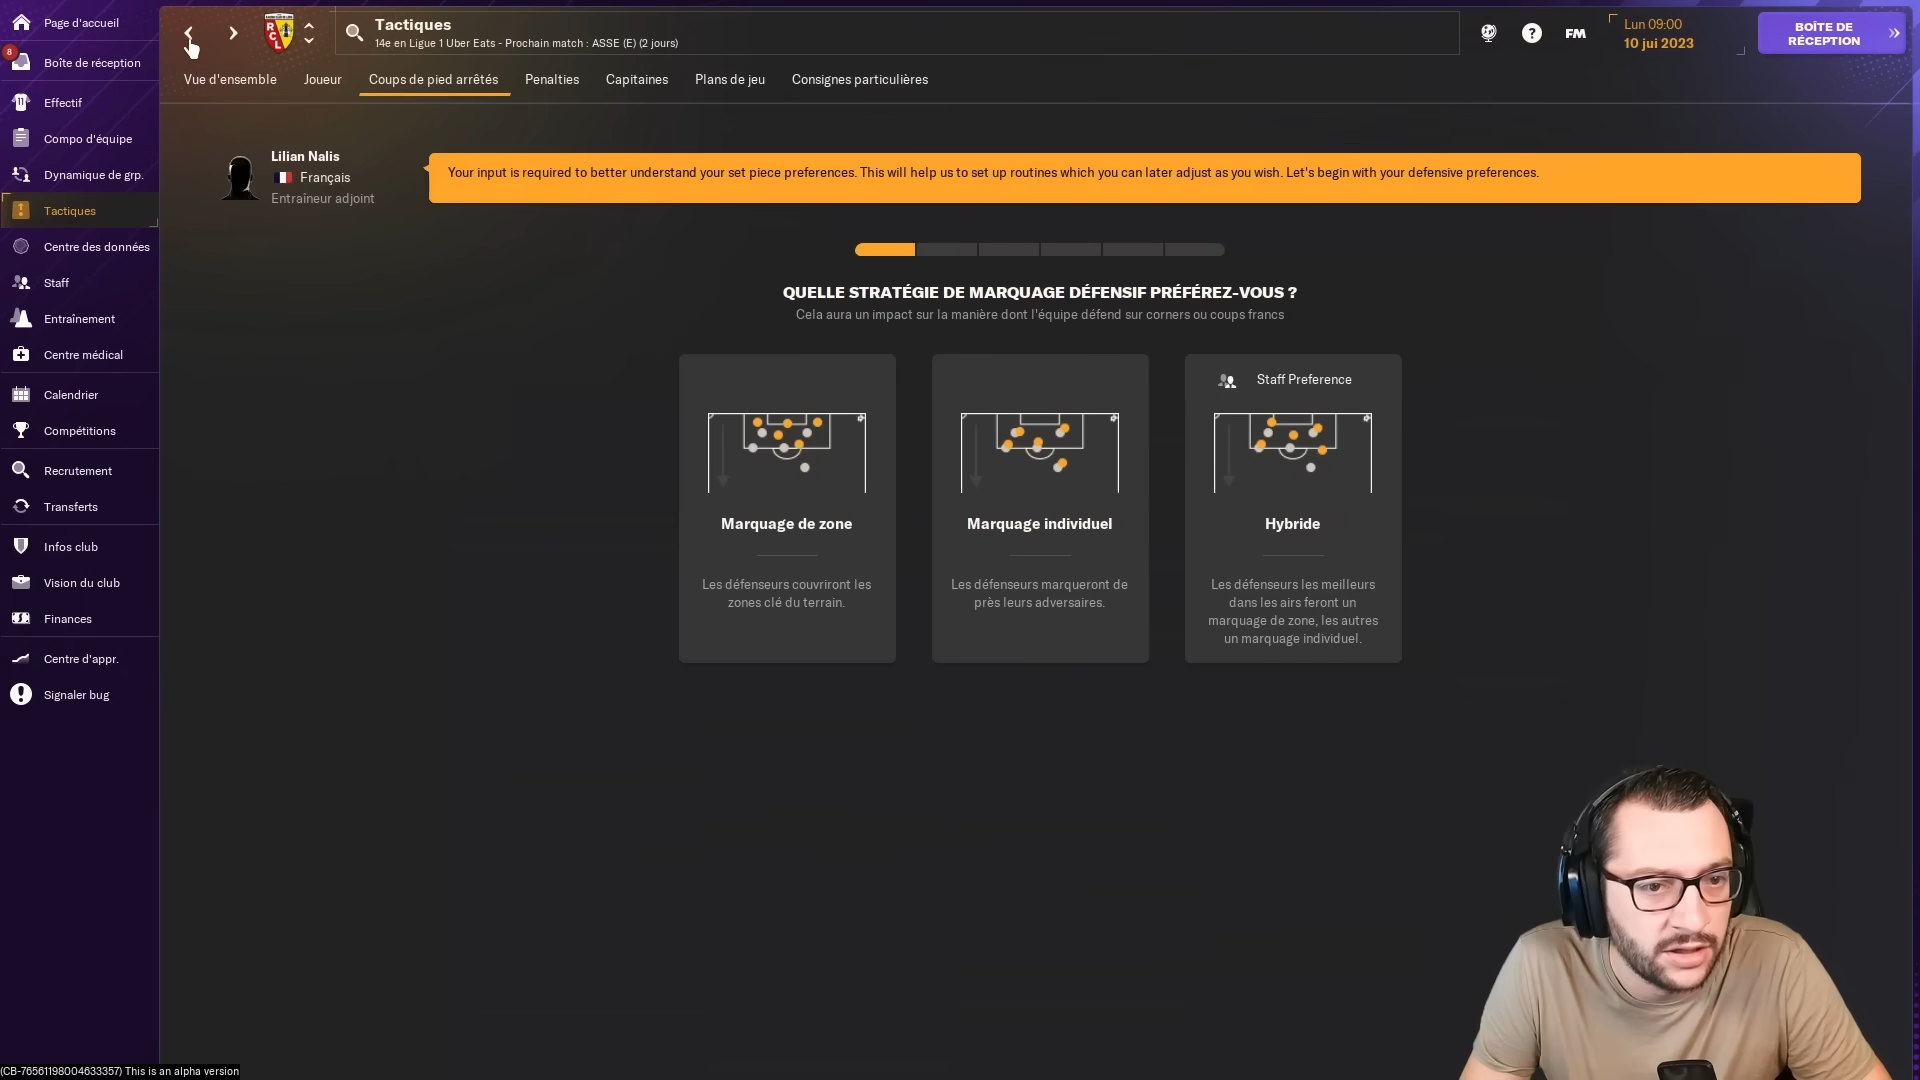 Page d'accueil
8
Boîte de réception
Effectif
Compo d'équipe
Dynamique de grp.
Tactiques
Centre des données
Staff
Entraînement
Centre médical
Calendrier
Compétitions
Recrutement
Transferts
Infos club
Vision du club
Finances
Centre d'appr.
Signaler bug
(CB-76561198004633357) This is an alpha version
RCL
Tactiques
14e en Ligue 1 Uber Eats - Prochain match : ASSE (E) (2 jours)
?
FM
Lun 09:00
10 jui 2023
BOÎTE DE
RÉCEPTION
Vue d'ensemble
Joueur
Coups de pied arrêtés
Penalties
Capitaines
Plans de jeu
Consignes particulières
Lilian Nalis
Français
Entraîneur adjoint
Your input is required to better understand your set piece preferences. This will help us to set up routines which you can later adjust as you wish. Let's begin with your defensive preferences.
QUELLE STRATÉGIE DE MARQUAGE DÉFENSIF PRÉFÉREZ-VOUS ?
Cela aura un impact sur la manière dont l'équipe défend sur corners ou coups francs
Marquage de zone
Les défenseurs couvriront les
zones clé du terrain.
Marquage individuel
Les défenseurs marqueront de
près leurs adversaires.
Staff Preference
Hybride
Les défenseurs les meilleurs
dans les airs feront un
marquage de zone, les autres
un marquage individuel.